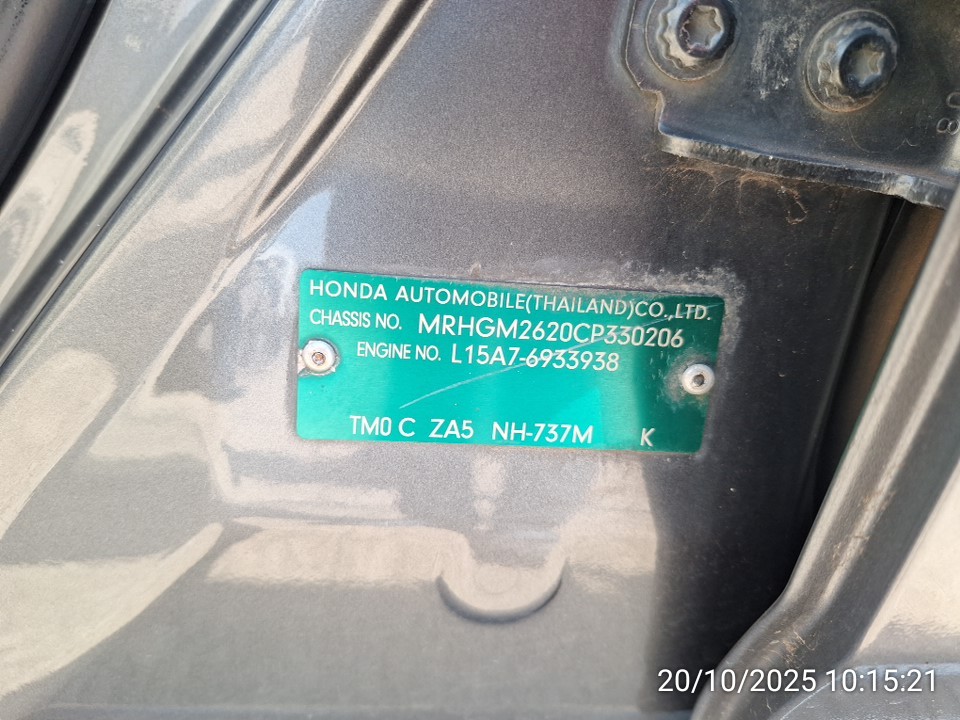 08
HONDA AUTOMOBILE(THAILAND)CO.,LTD.
CHASSIS NO. MRHGM2620CP330206
ENGINE NO. L15A7-6933938
TM0 C ZA5 NH-737M K
20/10/2025 10:15:21